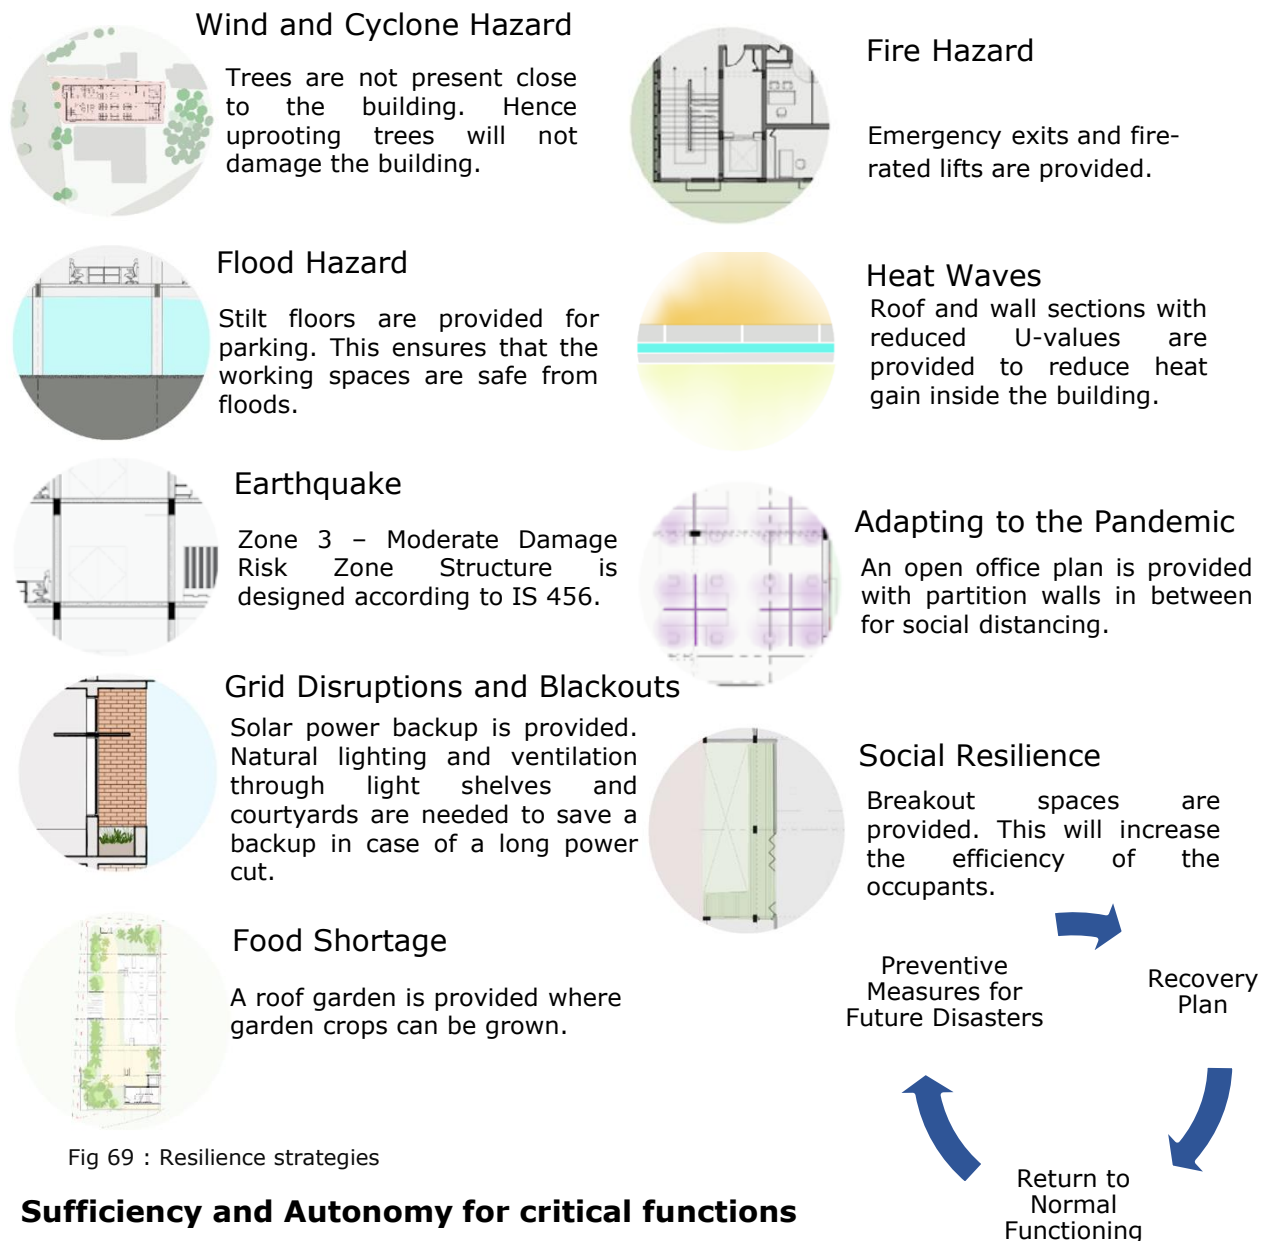 Wind and Cyclone Hazard
Trees are not present close
to the building. Hence
uprooting trees will not
damage the building.
Flood Hazard
Stilt floors are provided for
parking. This ensures that the
working spaces are safe from
floods.
Earthquake
Zone 3 – Moderate Damage
Risk Zone Structure is
designed according to IS 456.
Grid Disruptions and Blackouts
Solar power backup is provided.
Natural lighting and ventilation
through light shelves and
courtyards are needed to save a
backup in case of a long power
cut.
Food Shortage
A roof garden is provided where
garden crops can be grown.
Fire Hazard
Emergency exits and fire-
rated lifts are provided.
Heat Waves
Roof and wall sections with
reduced U-values are
provided to reduce heat
gain inside the building.
Adapting to the Pandemic
An open office plan is provided
with partition walls in between
for social distancing.
Social Resilience
Breakout spaces are
provided. This will increase
the efficiency of the
occupants.
Preventive
Measures for
Future Disasters
Recovery
Plan
Return to
Normal
Functioning
Fig 69 : Resilience strategies
Sufficiency and Autonomy for critical functions